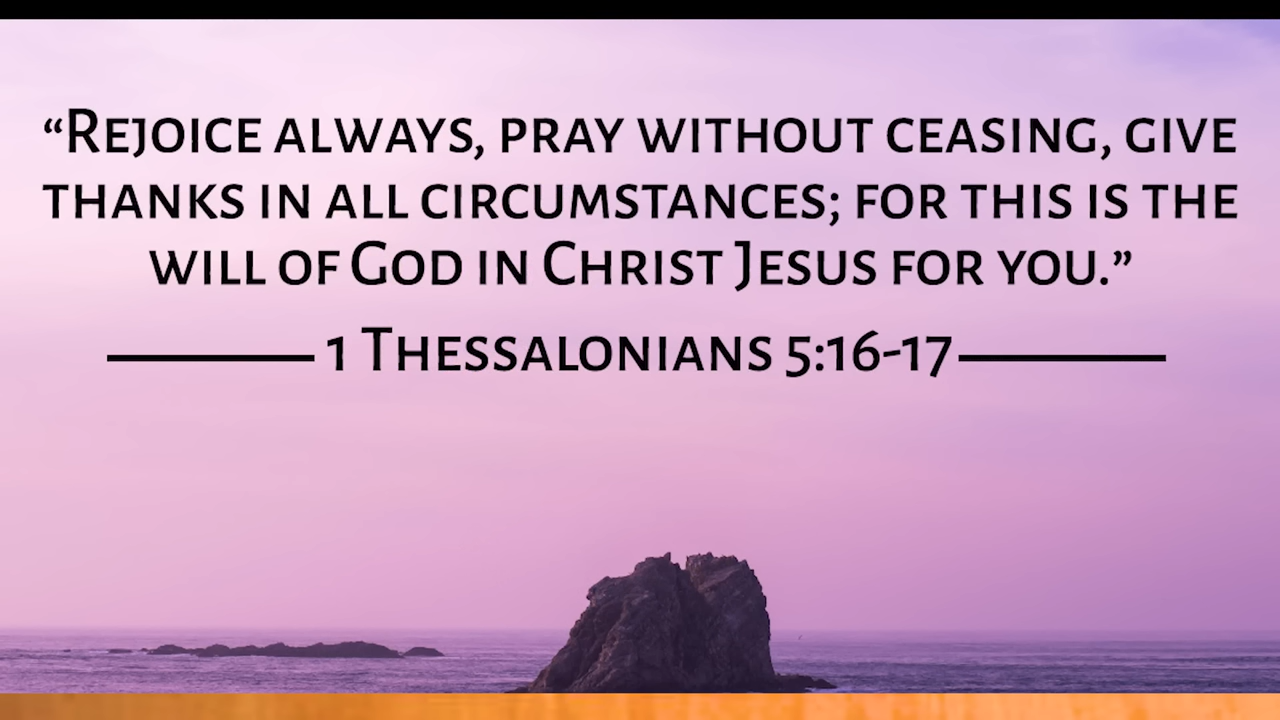 “Rejoice always, pray without ceasing, give
thanks in all circumstances; for this is the
will of God in Christ Jesus for you.”
1 Thessalonians 5:16-17